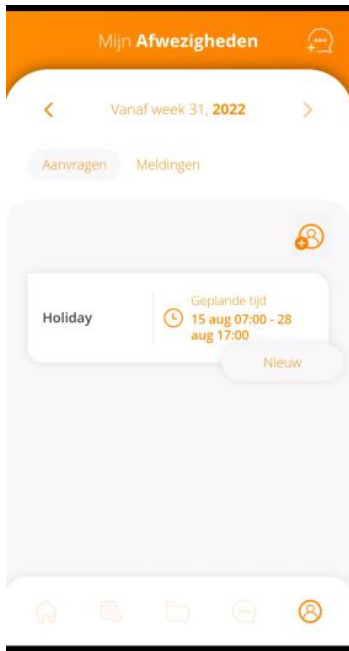 Mijn Afwezigheden
Vanaf week 31, 2022
Aanvragen Meldingen
Geplande tijd
Holiday
15 aug 07:00 - 28
aug 17:00
Nieuw